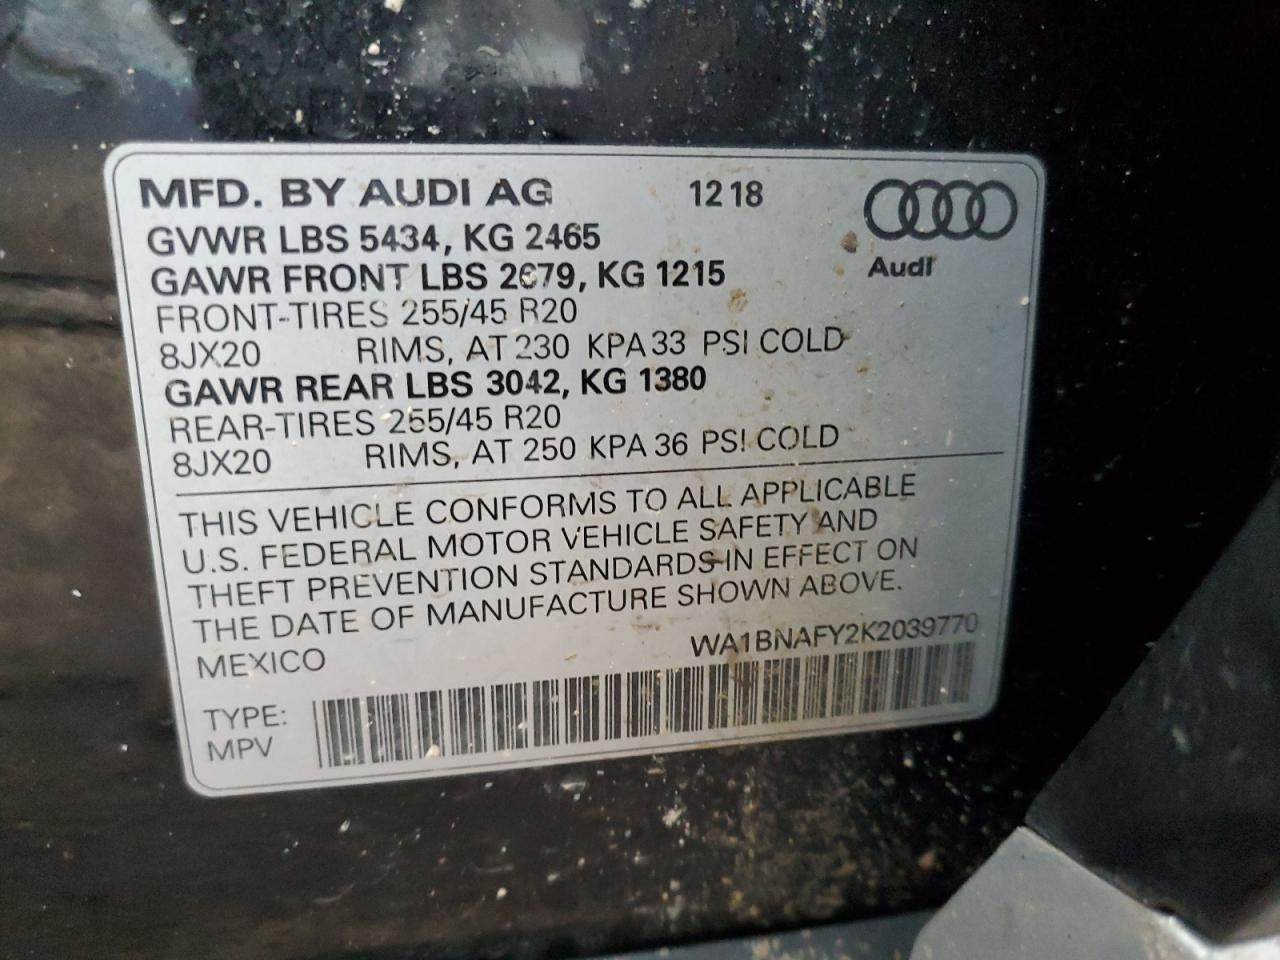 MFD. BY AUDI AG 12 18
GVWR LBS 5434, KG 2465
GAWR FRONT LBS 2679, KG 1215
Audi
FRONT-TIRES 255/45 R20
8JX20 RIMS, AT 230 KPA 33 PSI COLD
GAWR REAR LBS 3042, KG 1380
REAR-TIRES 255/45 R20
8JX20 RIMS, AT 250 KPA 36 PSI COLD
THIS VEHICLE CONFORMS TO ALL APPLICABLE
U.S. FEDERAL MOTOR VEHICLE SAFETY AND
THEFT PREVENTION STANDARDS IN EFFECT ON
THE DATE OF MANUFACTURE SHOWN ABOVE.
MEXICO WA1BNAFY2K2039770
TYPE:
MPV